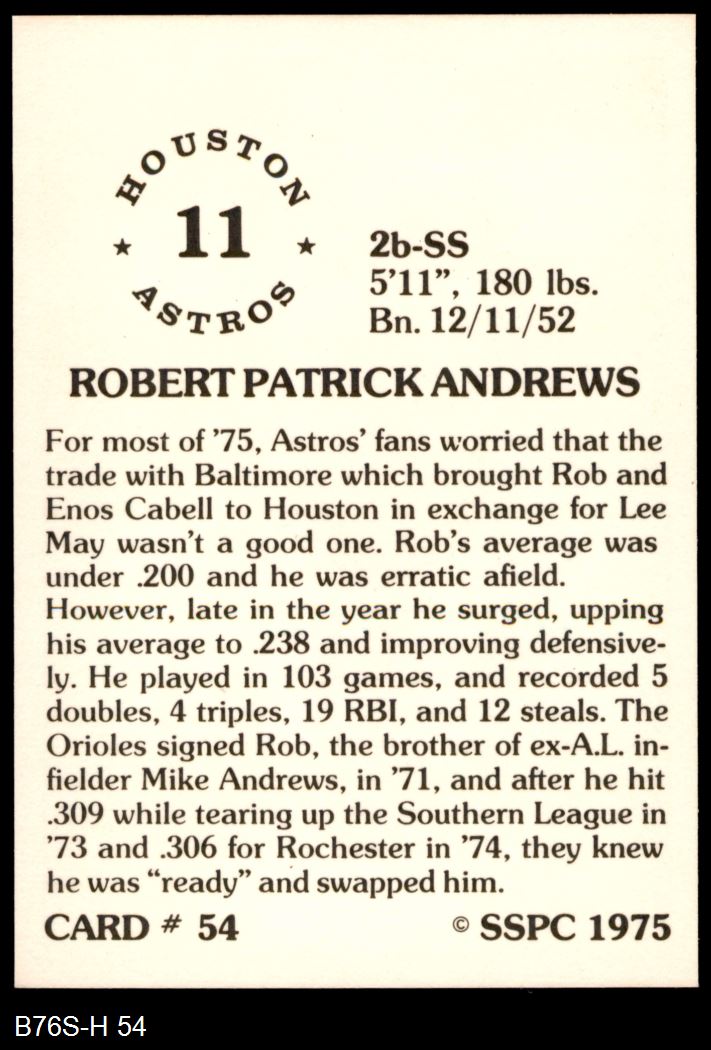 HOUSTON
★ 11 ★
ASTROS
2b-SS
5'11", 180 lbs.
Bn. 12/11/52
ROBERT PATRICK ANDREWS
For most of '75, Astros' fans worried that the
trade with Baltimore which brought Rob and
Enos Cabell to Houston in exchange for Lee
May wasn't a good one. Rob's average was
under .200 and he was erratic afield.
However, late in the year he surged, upping
his average to .238 and improving defensive-
ly. He played in 103 games, and recorded 5
doubles, 4 triples, 19 RBI, and 12 steals. The
Orioles signed Rob, the brother of ex-A.L. in-
fielder Mike Andrews, in '71, and after he hit
.309 while tearing up the Southern League in
'73 and .306 for Rochester in '74, they knew
he was "ready" and swapped him.
CARD # 54 © SSPC 1975
B76S-H 54